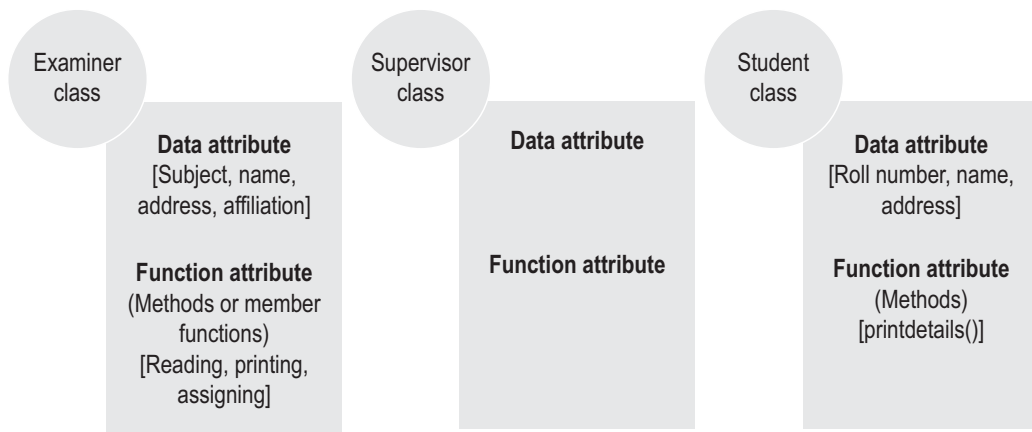 Examiner
class
Data attribute
[Subject, name,
address, affiliation]
Function attribute
(Methods or member
functions)
[Reading, printing,
assigning]
Supervisor
class
Data attribute
Function attribute
Student
class
Data attribute
[Roll number, name,
address]
Function attribute
(Methods)
[printdetails()]